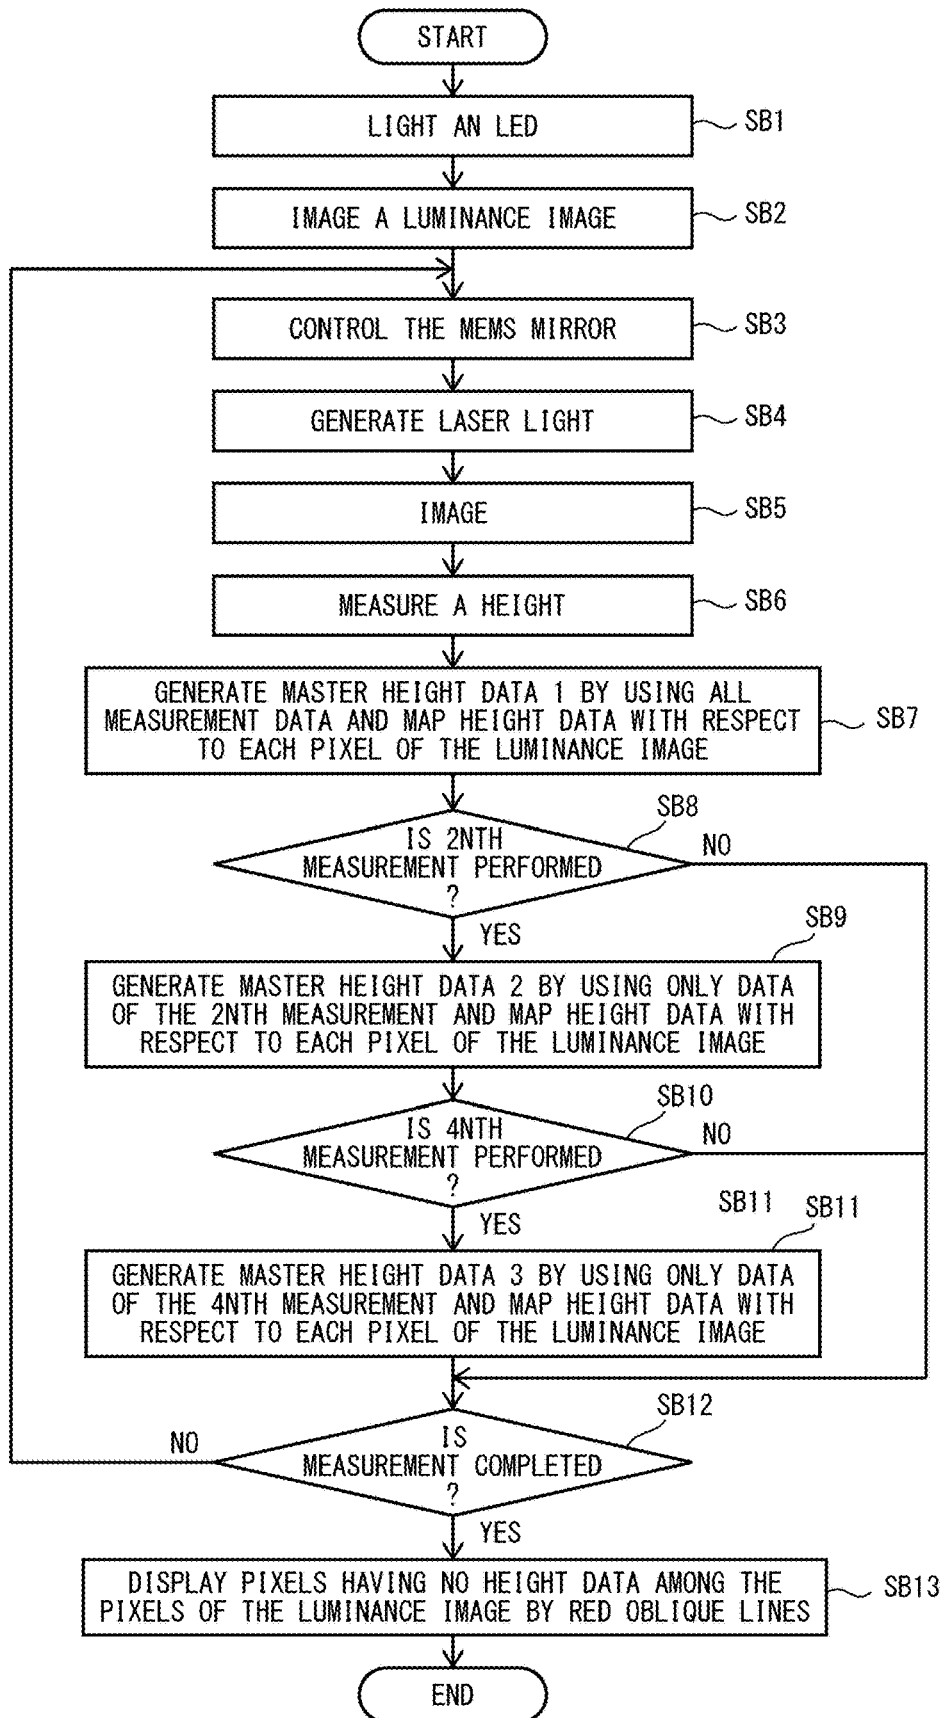 START
LIGHT AN LED
SB1
IMAGE A LUMINANCE IMAGE
SB2
CONTROL THE MEMS MIRROR
SB3
GENERATE LASER LIGHT
SB4
IMAGE
SB5
MEASURE A HEIGHT
SB6
GENERATE MASTER HEIGHT DATA 1 BY USING ALL
MEASUREMENT DATA AND MAP HEIGHT DATA WITH RESPECT
TO EACH PIXEL OF THE LUMINANCE IMAGE
SB7
SB8
IS 2NTH
MEASUREMENT PERFORMED
?
NO
YES
SB9
GENERATE MASTER HEIGHT DATA 2 BY USING ONLY DATA
OF THE 2NTH MEASUREMENT AND MAP HEIGHT DATA WITH
RESPECT TO EACH PIXEL OF THE LUMINANCE IMAGE
SB10
IS 4NTH
MEASUREMENT PERFORMED
?
NO
YES
SB11
SB11
GENERATE MASTER HEIGHT DATA 3 BY USING ONLY DATA
OF THE 4NTH MEASUREMENT AND MAP HEIGHT DATA WITH
RESPECT TO EACH PIXEL OF THE LUMINANCE IMAGE
SB12
IS
MEASUREMENT COMPLETED
?
NO
YES
DISPLAY PIXELS HAVING NO HEIGHT DATA AMONG THE
PIXELS OF THE LUMINANCE IMAGE BY RED OBLIQUE LINES
SB13
END